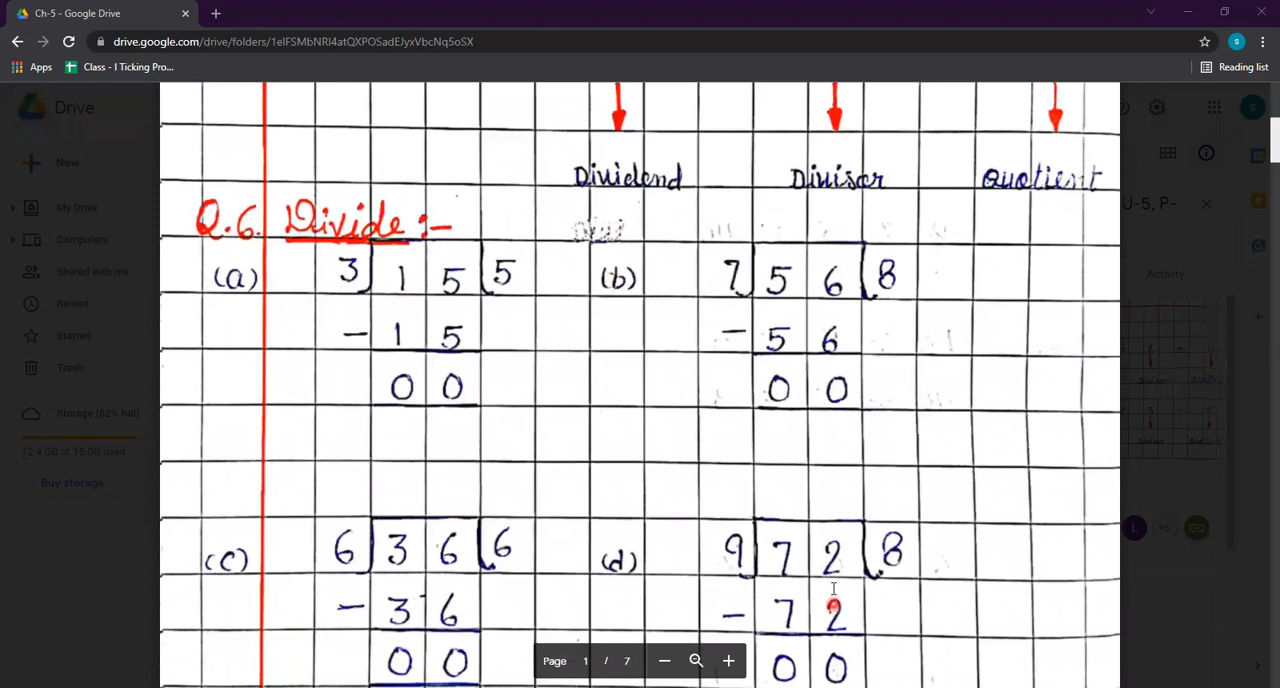 Ch-5 - Google Drive
drive.google.com/drive/folders/1elFSMbNRl4atQXPOSadEJyxVbcNq5oSX
S
Apps
Class - I Ticking Pro...
Reading list
Drive
S
New
My Drive
Computers
Shared with me
Recent
Starred
Trash
Storage (82% full)
12.4 GB of 15 GB used
Buy storage
U-5, P-
Activity
L
+5
Dividend Divisor Quotient
Q.6. Divide:-
(a) 3) 1 5 (5 (b) 7) 5 6 (8
- 1 5 - 5 6
0 0 0 0
(c) 6) 3 6 (6 (d) 9) 7 2 (8
- 3 6 - 7 2
0 0 0 0
Page 1 / 7